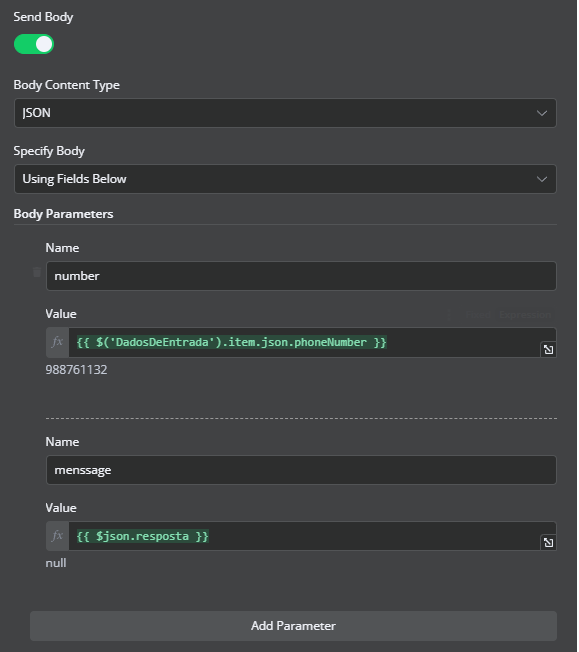 Send Body
Body Content Type
JSON
Specify Body
Using Fields Below
Body Parameters
Name
number
Value
Expression
fx {{ $('DadosDeEntrada').item.json.phoneNumber }}
988761132
Name
menssage
Value
fx {{ $json.resposta }}
null
Add Parameter